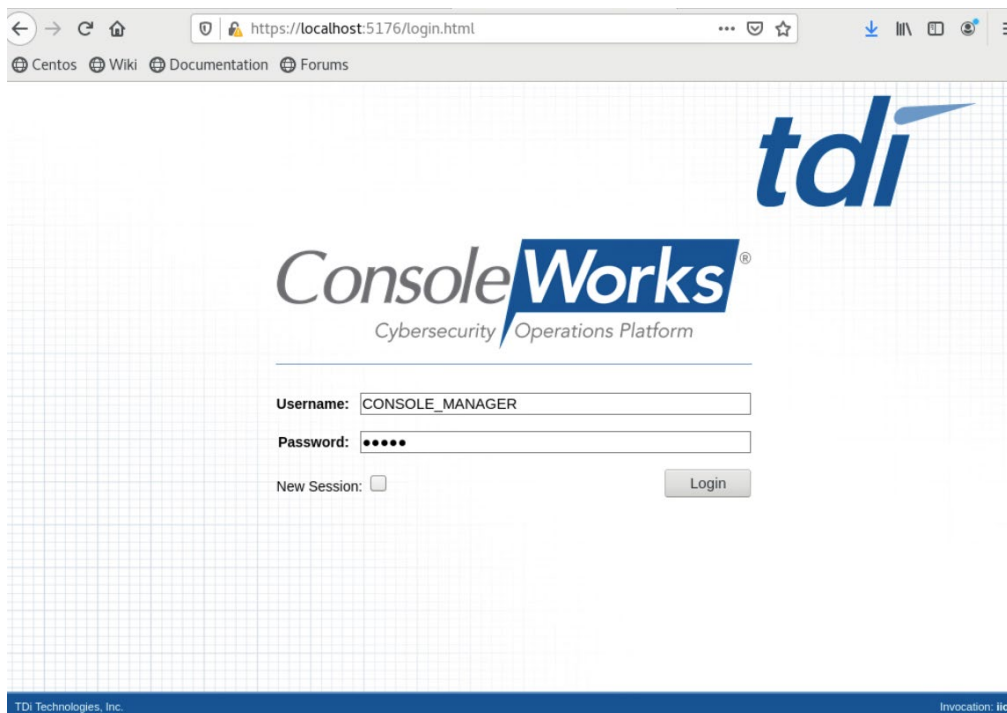 https://localhost:5176/login.html
Centos Wiki Documentation Forums
tdi
ConsoleWorks®
Cybersecurity Operations Platform
Username: CONSOLE_MANAGER
Password: •••••
New Session: Login
TDi Technologies, Inc. Invocation: